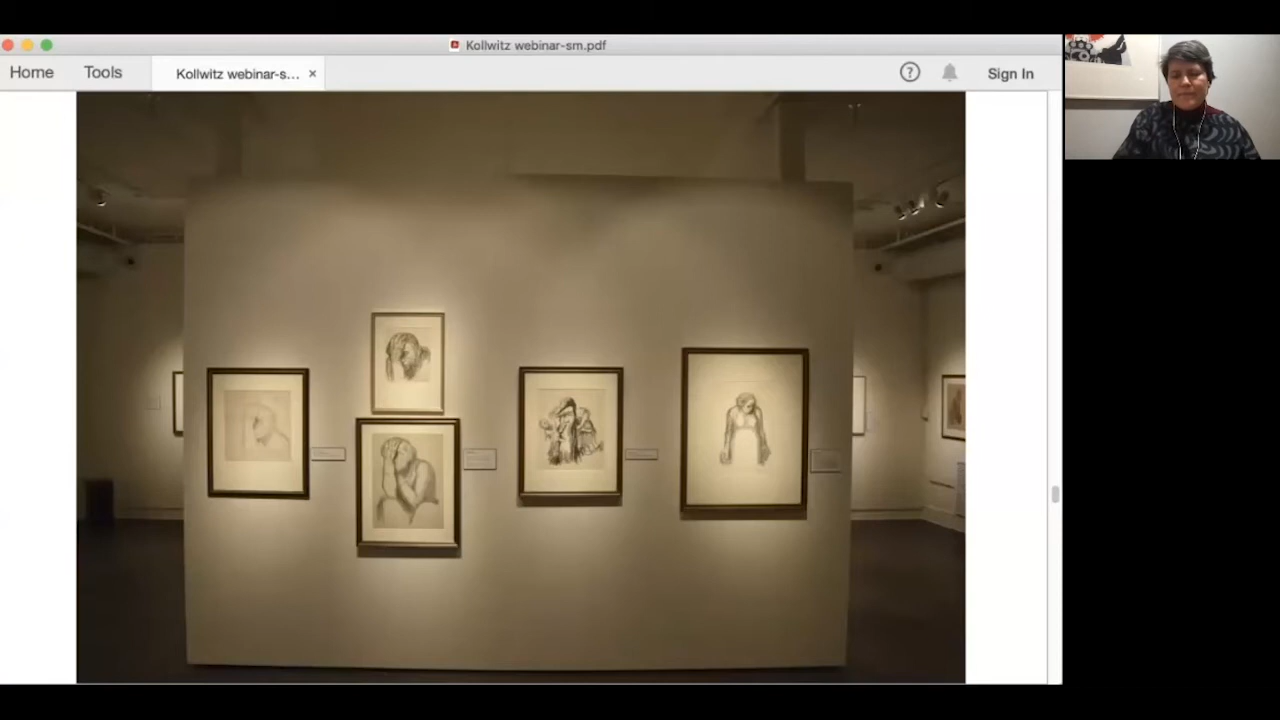 Kollwitz webinar-sm.pdf
Home
Tools
Kollwitz webinar-s...
Sign In